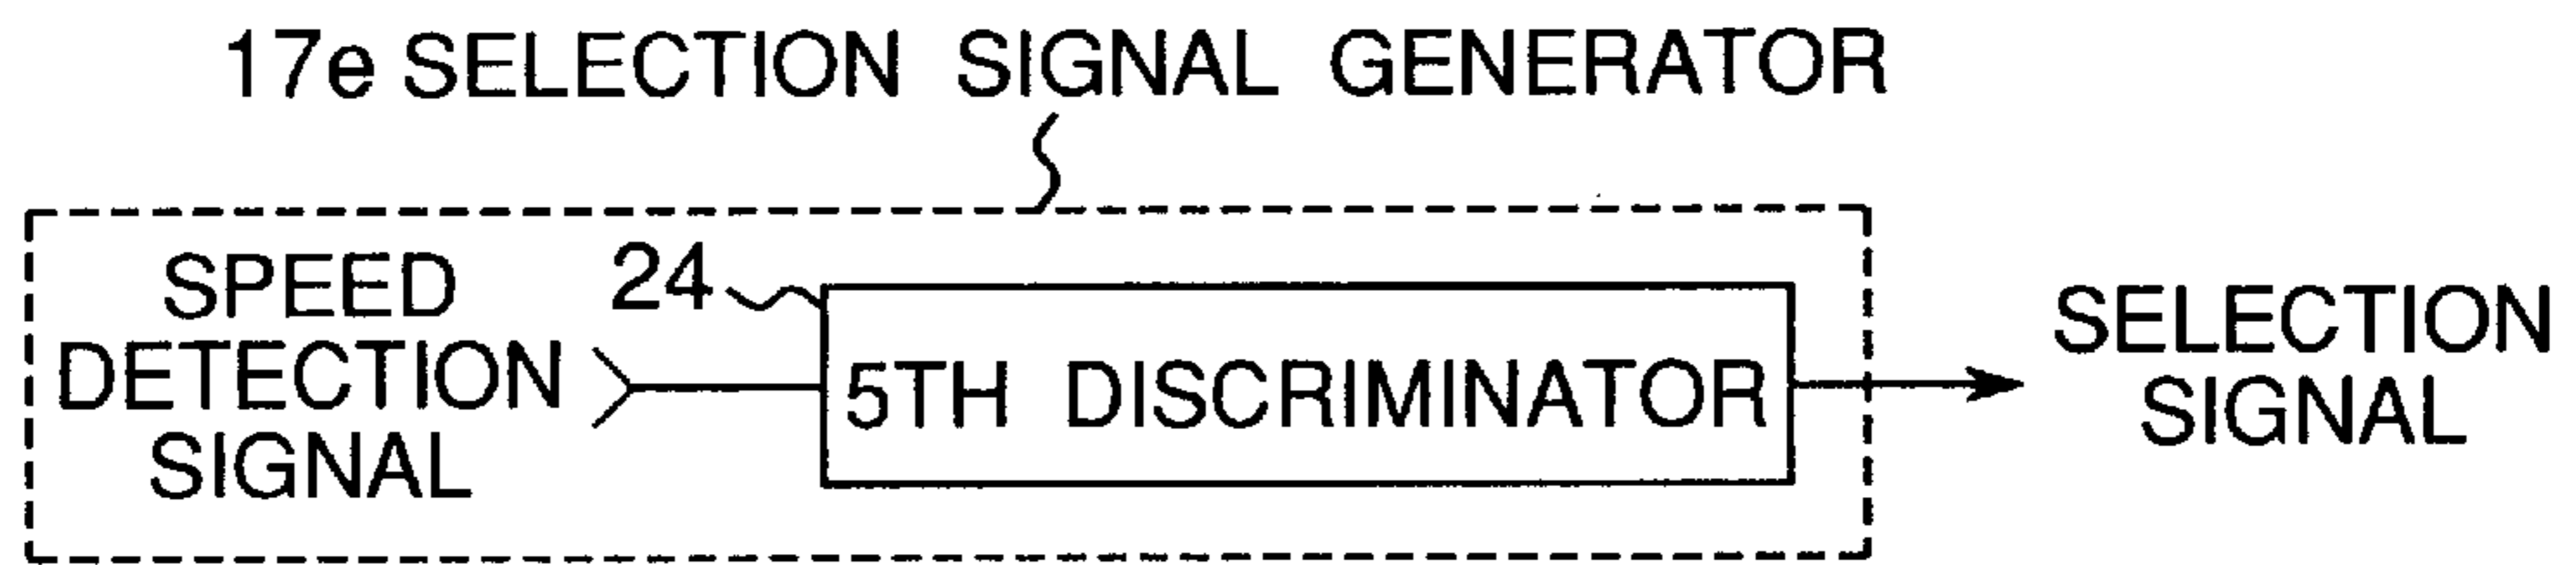 17e SELECTION SIGNAL GENERATOR
SPEED
DETECTION
SIGNAL
24
5TH DISCRIMINATOR
SELECTION
SIGNAL